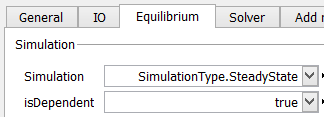 General IO Equilibrium Solver Add
Simulation
Simulation SimulationType.SteadyState
isDependent true